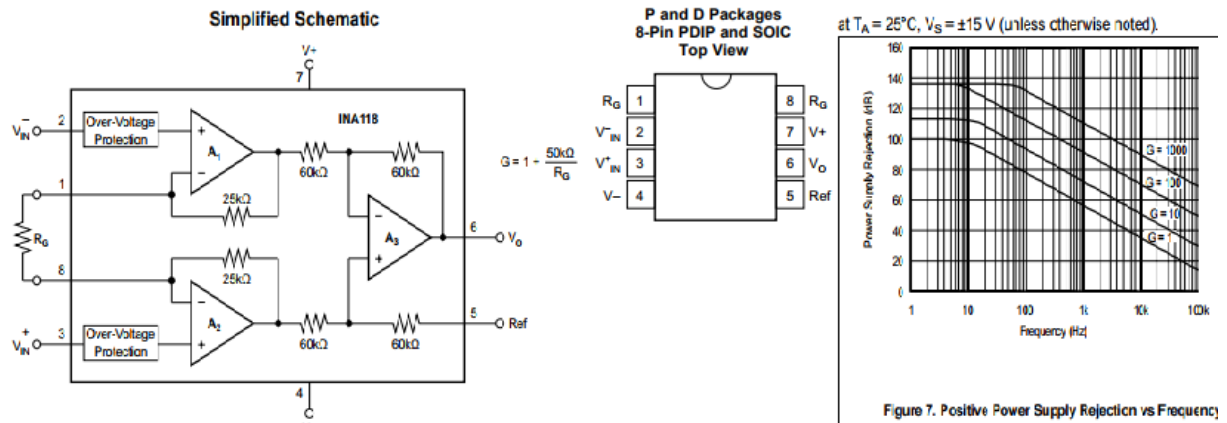 Simplified Schematic
V+
7
2
V-IN
Over-Voltage
Protection
+
A1
−
INA118
60kΩ
60kΩ
G = 1 − 50kΩ
RG
1
25kΩ
RG
−
A3
+
6
VO
8
25kΩ
−
A2
+
60kΩ
60kΩ
5
Ref
3
V+IN
Over-Voltage
Protection
4
P and D Packages
8-Pin PDIP and SOIC
Top View
RG 1 8 RG
V-IN 2 7 V+
V+IN 3 6 VO
V− 4 5 Ref
at TA = 25°C, VS = ±15 V (unless otherwise noted).
160
140
120
100
80
60
40
20
0
Power Supply Rejection (dB)
G = 1000
G = 100
G = 10
G = 1
1 10 100 1k 10k 100k
Frequency (Hz)
Figure 7. Positive Power Supply Rejection vs Frequency